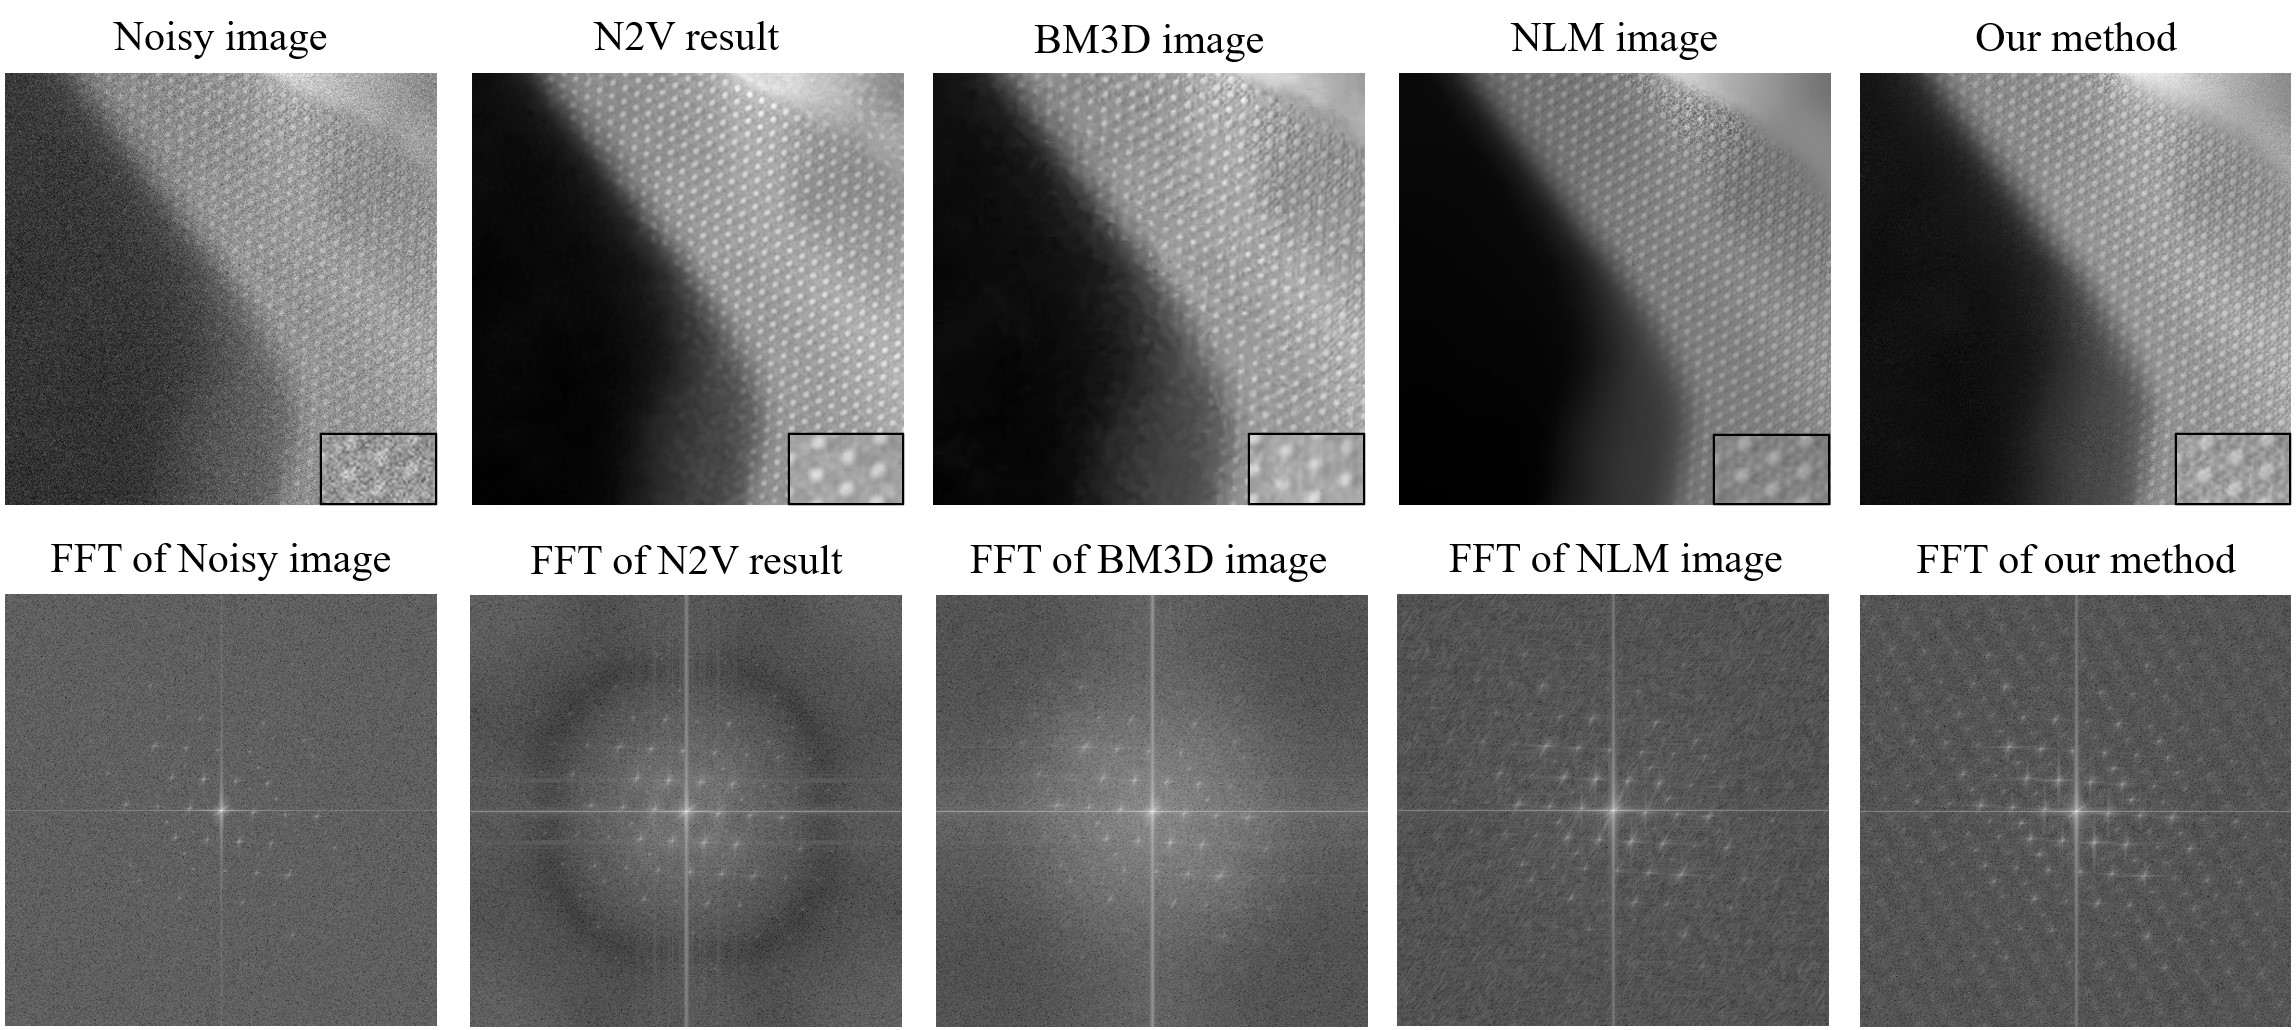 Noisy image
N2V result
BM3D image
NLM image
Our method
FFT of Noisy image
FFT of N2V result
FFT of BM3D image
FFT of NLM image
FFT of our method